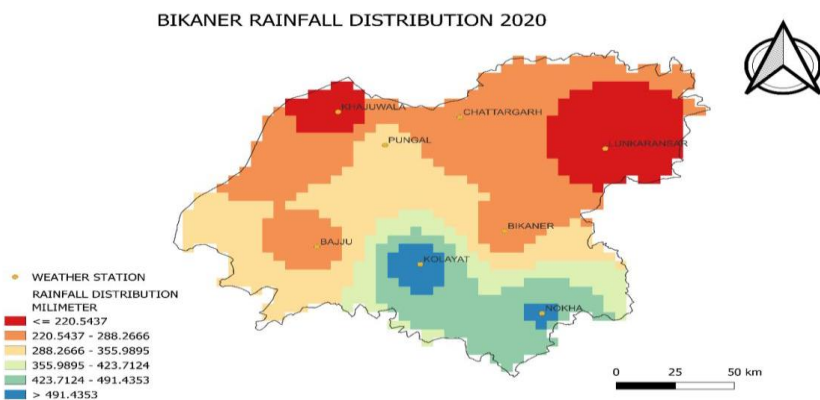 BIKANER RAINFALL DISTRIBUTION 2020
KHAJUWALA
CHATTARGARH
PUNGAL
LUNKARANSAR
BIKANER
BAJJU
KOLAYAT
NOKHA
WEATHER STATION
RAINFALL DISTRIBUTION
MILIMETER
<= 220.5437
220.5437 - 288.2666
288.2666 - 355.9895
355.9895 - 423.7124
423.7124 - 491.4353
> 491.4353
0 25 50 km